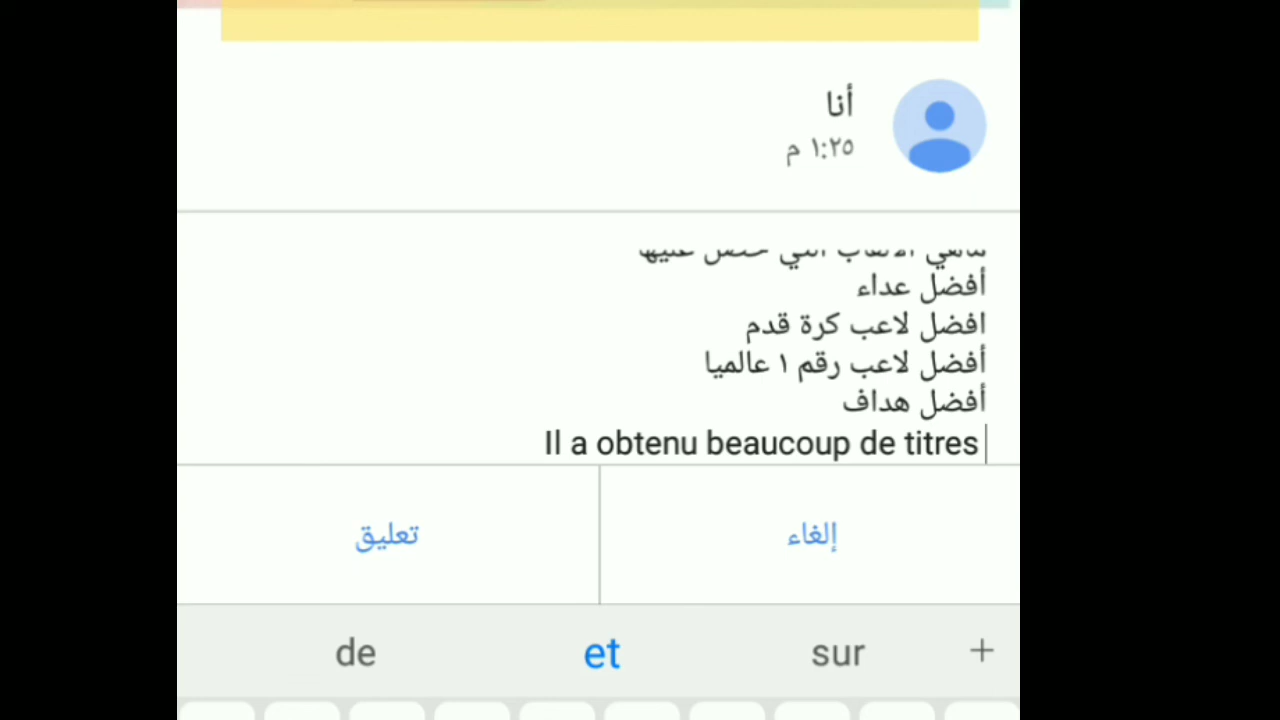 أنا
١:٢٥ م
أفضل عداء
افضل لاعب كرة قدم
أفضل لاعب رقم ١ عالميا
أفضل هداف
Il a obtenu beaucoup de titres
إلغاء
تعليق
de et sur +